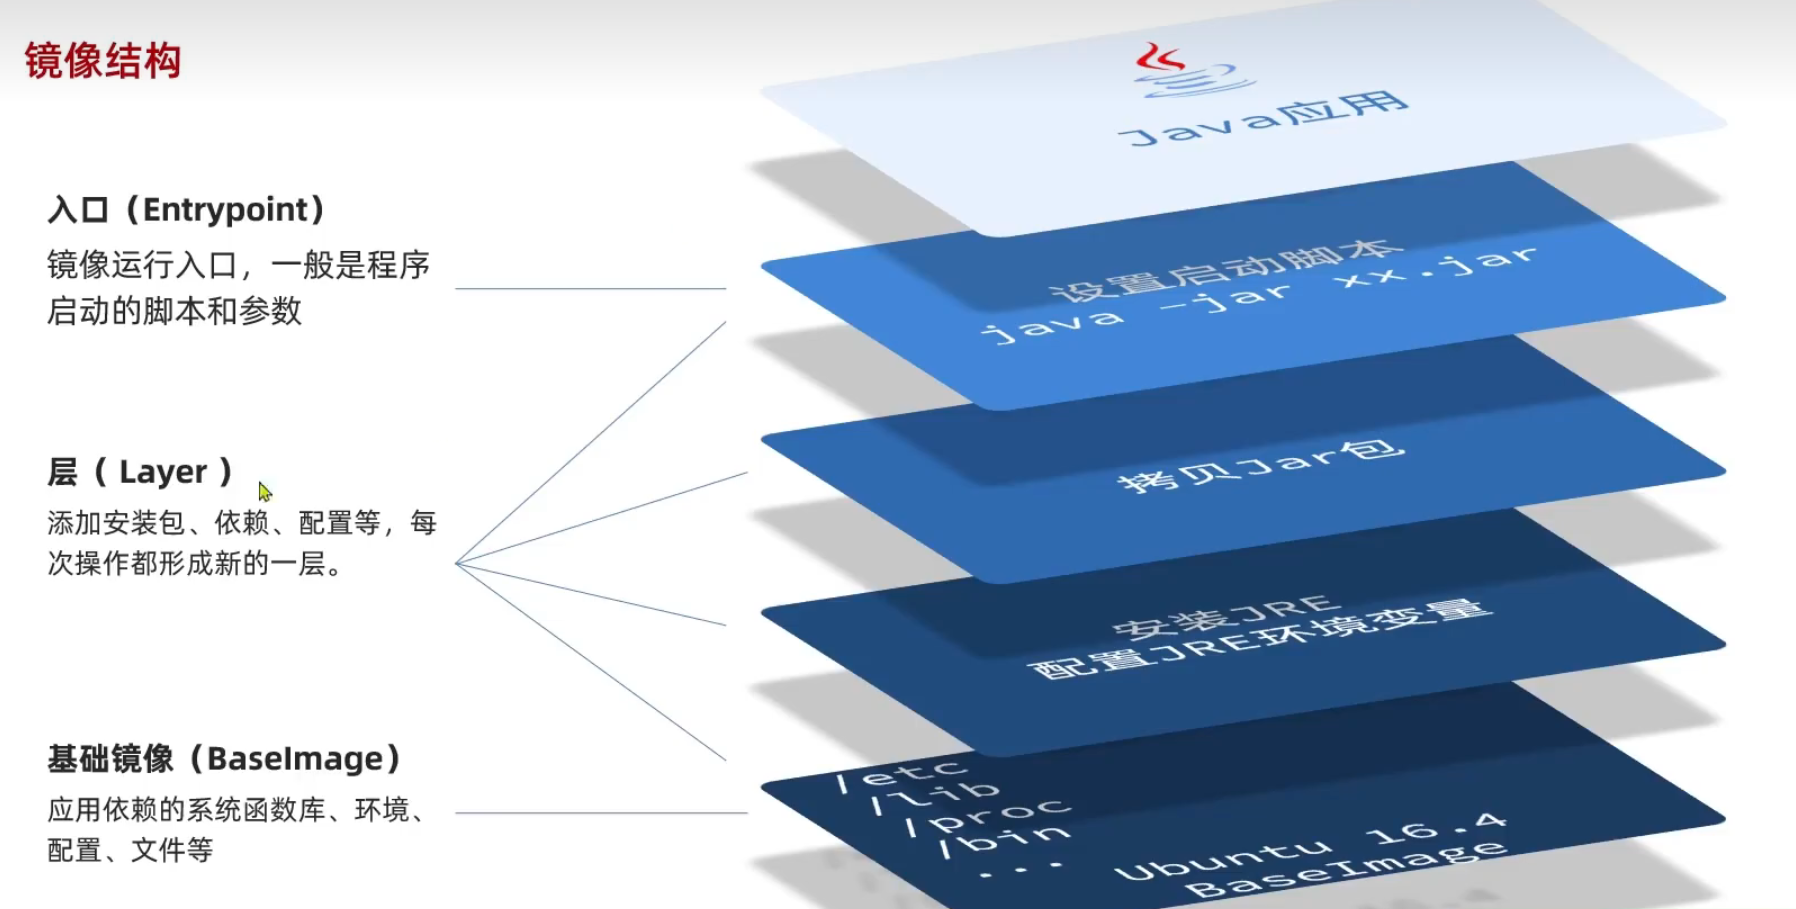 镜像结构
入口（Entrypoint）
镜像运行入口，一般是程序
启动的脚本和参数
层（ Layer ）
添加安装包、依赖、配置等，每
次操作都形成新的一层。
基础镜像（BaseImage）
应用依赖的系统函数库、环境、
配置、文件等
Java应用
设置启动脚本
java -jar xx.jar
拷贝Jar包
安装JRE
配置JRE环境变量
/etc
/lib
/proc
/bin
...
Ubuntu 16.4
BaseImage